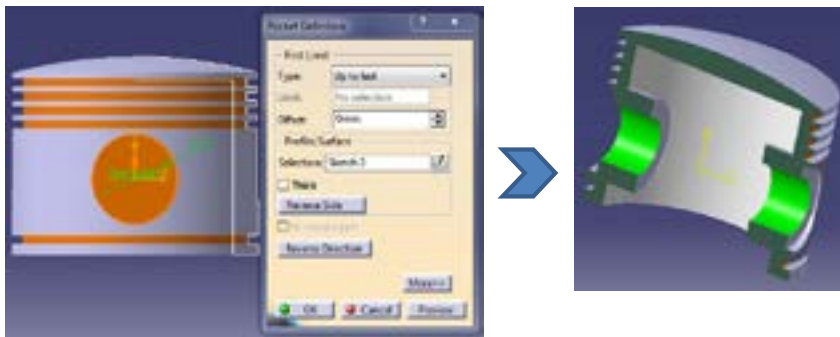 Pocket Definition
First Limit
Type: Up to last
Limit: No selection
Offset: 0mm
Profile/Surface
Selection: Sketch.5
Thick
Reverse Side
Reverse Direction
More>>
OK Cancel Preview